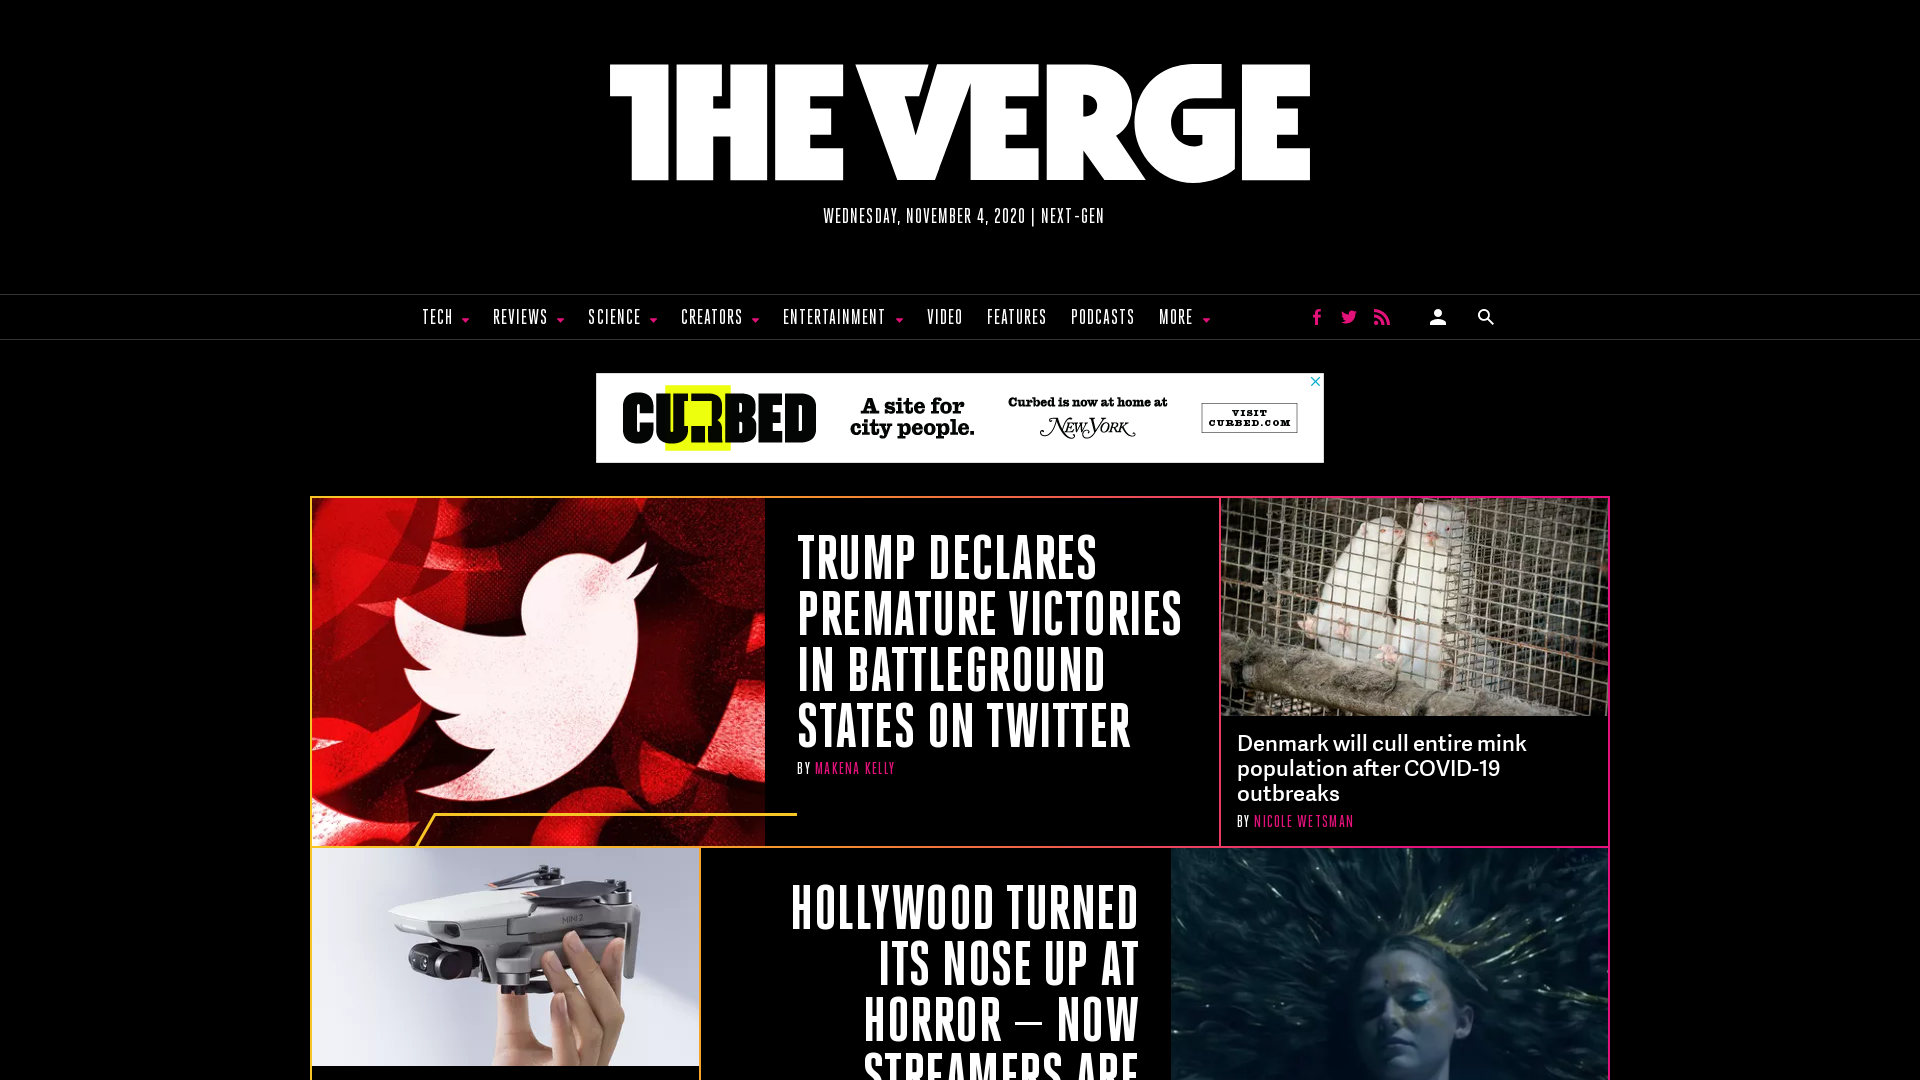 THE VERGE
WEDNESDAY, NOVEMBER 4, 2020 | NEXT-GEN
TECH REVIEWS SCIENCE CREATORS ENTERTAINMENT VIDEO FEATURES PODCASTS MORE
CURBED
A site for
city people.
Curbed is now at home at
NEW YORK
VISIT
CURBED.COM
TRUMP DECLARES
PREMATURE VICTORIES
IN BATTLEGROUND
STATES ON TWITTER
BY MAKENA KELLY
Denmark will cull entire mink
population after COVID-19
outbreaks
BY NICOLE WETSMAN
MINI 2
HOLLYWOOD TURNED
ITS NOSE UP AT
HORROR — NOW
STREAMERS ARE